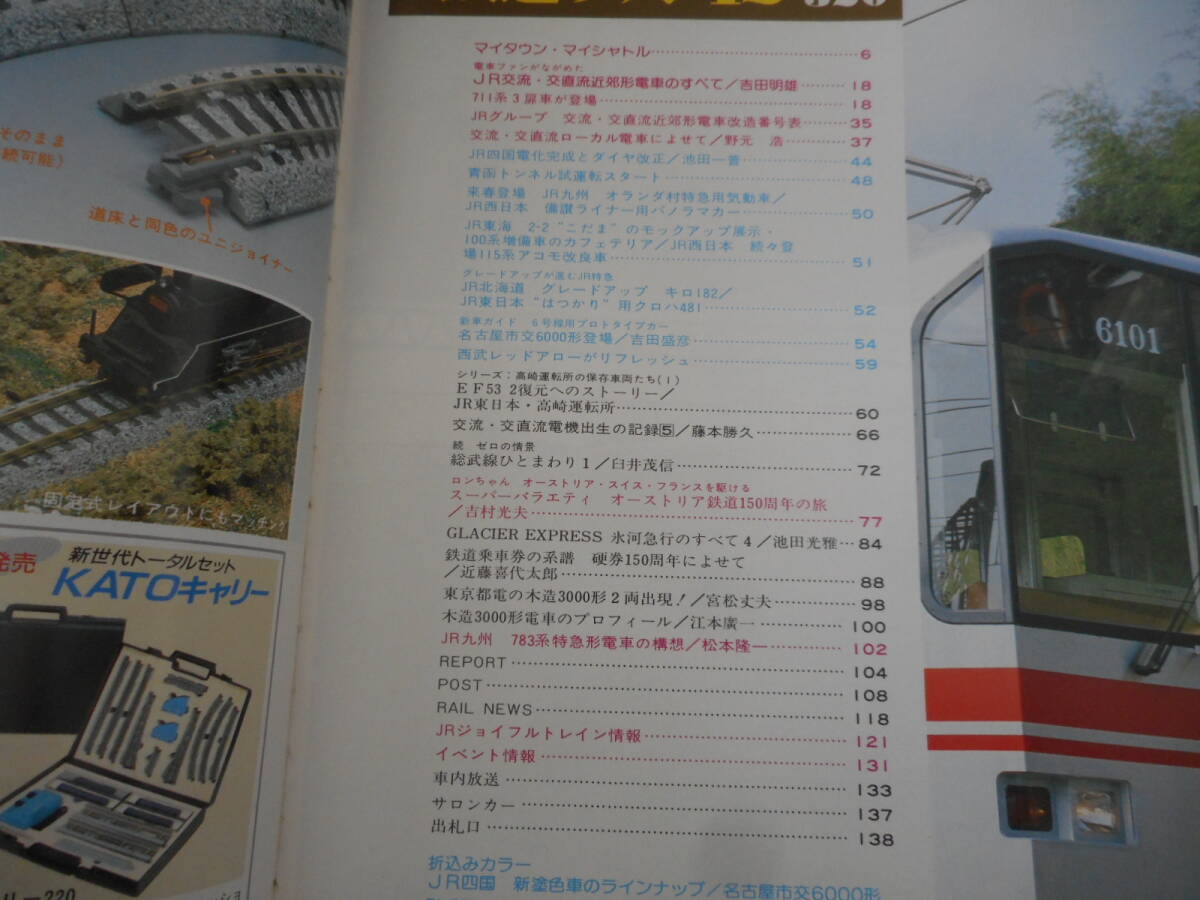 マイタウン・マイシャトル 6
電車ファンがながめた
JR交流・交直流近郊形電車のすべて/吉田明雄 18
711系3扉車が登場 18
JRグループ 交流・交直流近郊形電車改造番号表 35
交流・交直流ローカル電車によせて/野元 浩 37
JR四国電化完成とダイヤ改正/池田一普 44
青函トンネル試運転スタート 48
来春登場 JR九州 オランダ村特急用気動車/
JR西日本 備讃ライナー用パノラマカー 50
JR東海 2-2“こだま”のモックアップ展示・
100系増備車のカフェテリア/JR西日本 続々登
場115系アコモ改良車 51
グレードアップが進むJR特急
JR北海道 グレードアップ キロ182/
JR東日本“はつかり”用クロハ481 52
新車ガイド 6号線用プロトタイプカー
名古屋市交6000形登場/吉田盛彦 54
西武レッドアローがリフレッシュ 59
シリーズ:高崎運転所の保存車両たち(1)
EF53 2復元へのストーリー/
JR東日本・高崎運転所 60
交流・交直流電機出生の記録5/藤本勝久 66
続 ゼロの情景
総武線ひとまわり1/臼井茂信 72
ロンちゃん オーストリア・スイス・フランスを駆ける
スーパーバラエティ オーストリア鉄道150周年の旅
/吉村光夫 77
GLACIER EXPRESS 氷河急行のすべて4/池田光雅 84
鉄道乗車券の系譜 硬券150周年によせて
/近藤喜代太郎 88
東京都電の木造3000形2両出現!/宮松丈夫 98
木造3000形電車のプロフィール/江本廣一 100
JR九州 783系特急形電車の構想/松本隆一 102
REPORT 104
POST 108
RAIL NEWS 118
JRジョイフルトレイン情報 121
イベント情報 131
車内放送 133
サロンカー 137
出札口 138
折込みカラー
JR四国 新塗色車のラインナップ/名古屋市交6000形
そのまま
続可能)
道床と同色のユニジョイナー
固定式レイアウトにもマッチング
発売
新世代トータルセット
KATOキャリー
6101